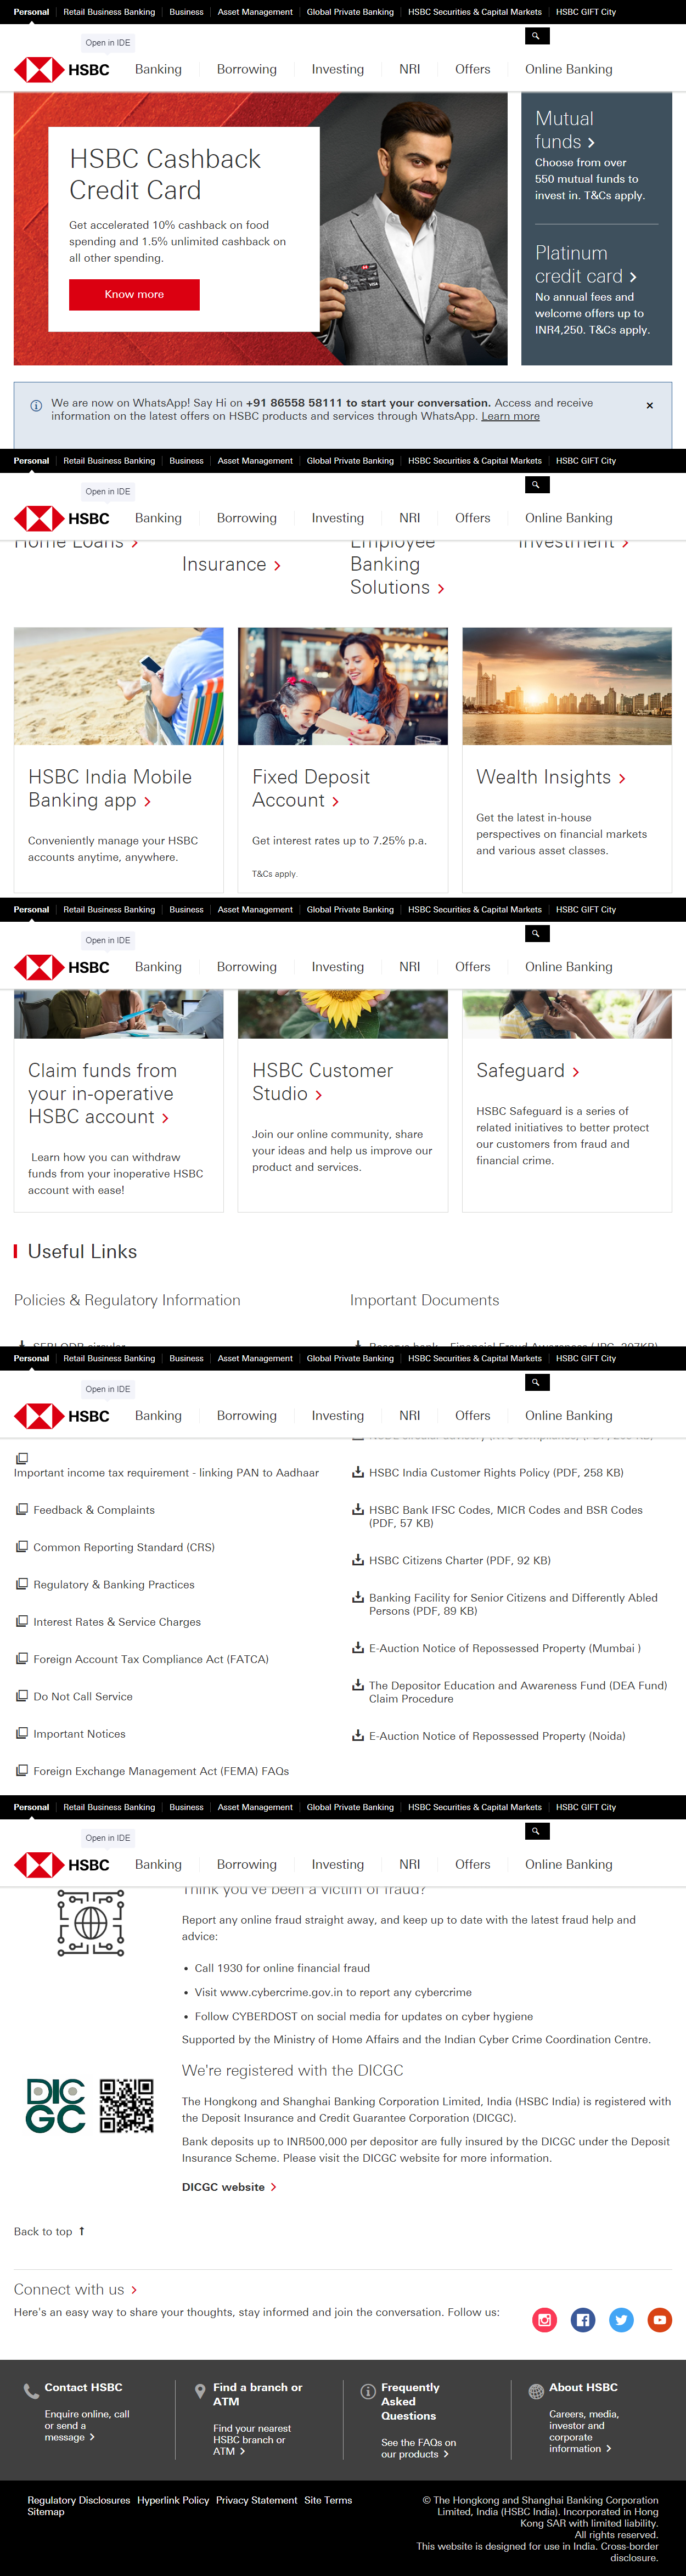 Personal Retail Business Banking Business Asset Management Global Private Banking HSBC Securities & Capital Markets HSBC GIFT City
Open in IDE
HSBC Banking Borrowing Investing NRI Offers Online Banking
HSBC Cashback
Credit Card
Get accelerated 10% cashback on food
spending and 1.5% unlimited cashback on
all other spending.
Know more
Mutual
funds
Choose from over
550 mutual funds to
invest in. T&Cs apply.
Platinum
credit card
No annual fees and
welcome offers up to
INR4,250. T&Cs apply.
We are now on WhatsApp! Say Hi on +91 86558 58111 to start your conversation. Access and receive
information on the latest offers on HSBC products and services through WhatsApp. Learn more
Personal Retail Business Banking Business Asset Management Global Private Banking HSBC Securities & Capital Markets HSBC GIFT City
Open in IDE
HSBC Banking Borrowing Investing NRI Offers Online Banking
Home Loans
Insurance
Employee
Banking
Solutions
Investment
HSBC India Mobile
Banking app
Conveniently manage your HSBC
accounts anytime, anywhere.
Fixed Deposit
Account
Get interest rates up to 7.25% p.a.
T&Cs apply.
Wealth Insights
Get the latest in-house
perspectives on financial markets
and various asset classes.
Personal Retail Business Banking Business Asset Management Global Private Banking HSBC Securities & Capital Markets HSBC GIFT City
Open in IDE
HSBC Banking Borrowing Investing NRI Offers Online Banking
Claim funds from
your in-operative
HSBC account
Learn how you can withdraw
funds from your inoperative HSBC
account with ease!
HSBC Customer
Studio
Join our online community, share
your ideas and help us improve our
product and services.
Safeguard
HSBC Safeguard is a series of
related initiatives to better protect
our customers from fraud and
financial crime.
Useful Links
Policies & Regulatory Information
Important Documents
Personal Retail Business Banking Business Asset Management Global Private Banking HSBC Securities & Capital Markets HSBC GIFT City
Open in IDE
HSBC Banking Borrowing Investing NRI Offers Online Banking
Important income tax requirement - linking PAN to Aadhaar
Feedback & Complaints
Common Reporting Standard (CRS)
Regulatory & Banking Practices
Interest Rates & Service Charges
Foreign Account Tax Compliance Act (FATCA)
Do Not Call Service
Important Notices
Foreign Exchange Management Act (FEMA) FAQs
HSBC India Customer Rights Policy (PDF, 258 KB)
HSBC Bank IFSC Codes, MICR Codes and BSR Codes
(PDF, 57 KB)
HSBC Citizens Charter (PDF, 92 KB)
Banking Facility for Senior Citizens and Differently Abled
Persons (PDF, 89 KB)
E-Auction Notice of Repossessed Property (Mumbai )
The Depositor Education and Awareness Fund (DEA Fund)
Claim Procedure
E-Auction Notice of Repossessed Property (Noida)
Personal Retail Business Banking Business Asset Management Global Private Banking HSBC Securities & Capital Markets HSBC GIFT City
Open in IDE
HSBC Banking Borrowing Investing NRI Offers Online Banking
Think you've been a victim of fraud?
Report any online fraud straight away, and keep up to date with the latest fraud help and
advice:
• Call 1930 for online financial fraud
• Visit www.cybercrime.gov.in to report any cybercrime
• Follow CYBERDOST on social media for updates on cyber hygiene
Supported by the Ministry of Home Affairs and the Indian Cyber Crime Coordination Centre.
DIC
GC
We're registered with the DICGC
The Hongkong and Shanghai Banking Corporation Limited, India (HSBC India) is registered with
the Deposit Insurance and Credit Guarantee Corporation (DICGC).
Bank deposits up to INR500,000 per depositor are fully insured by the DICGC under the Deposit
Insurance Scheme. Please visit the DICGC website for more information.
DICGC website
Back to top
Connect with us
Here's an easy way to share your thoughts, stay informed and join the conversation. Follow us:
Contact HSBC
Enquire online, call
or send a
message
Find a branch or
ATM
Find your nearest
HSBC branch or
ATM
Frequently
Asked
Questions
See the FAQs on
our products
About HSBC
Careers, media,
investor and
corporate
information
Regulatory Disclosures Hyperlink Policy Privacy Statement Site Terms
Sitemap
© The Hongkong and Shanghai Banking Corporation
Limited, India (HSBC India). Incorporated in Hong
Kong SAR with limited liability.
All rights reserved.
This website is designed for use in India. Cross-border
disclosure.